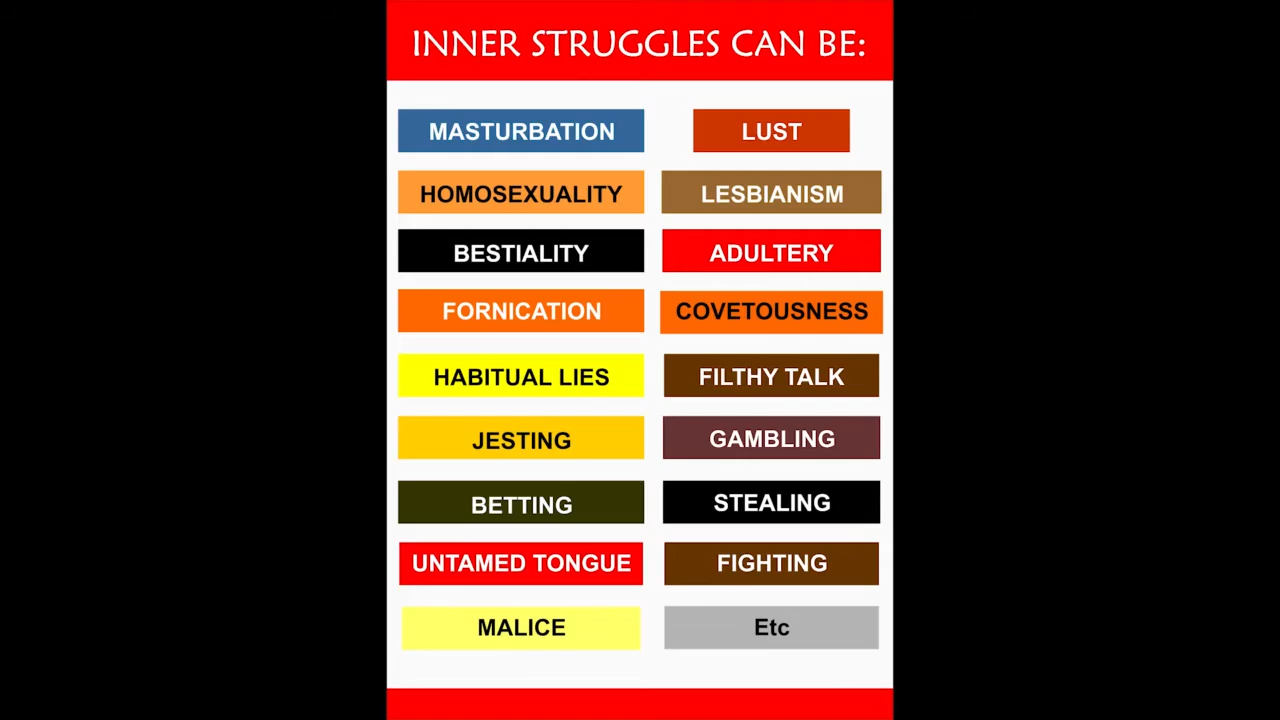 INNER STRUGGLES CAN BE:
MASTURBATION
LUST
HOMOSEXUALITY
LESBIANISM
BESTIALITY
ADULTERY
FORNICATION
COVETOUSNESS
HABITUAL LIES
FILTHY TALK
JESTING
GAMBLING
BETTING
STEALING
UNTAMED TONGUE
FIGHTING
MALICE
Etc